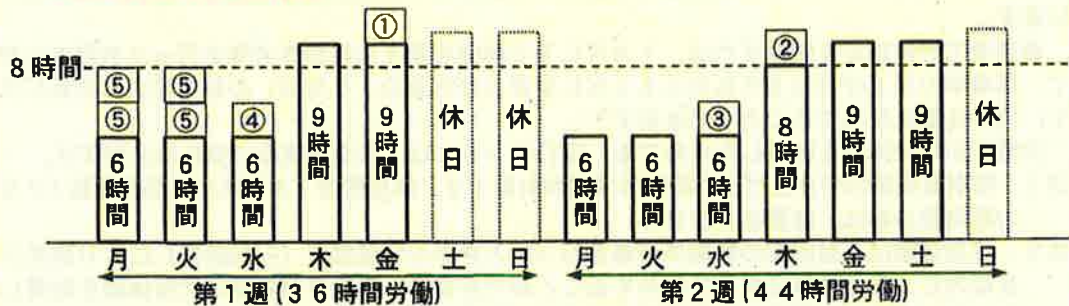 ① ②
8時間
⑤ ⑤
⑤ ⑤ ④ ③
6時間 6時間 6時間 9時間 9時間 休日 休日 6時間 6時間 6時間 8時間 9時間 9時間 休日
月 火 水 木 金 土 日 月 火 水 木 金 土 日
第1週(36時間労働) 第2週(44時間労働)